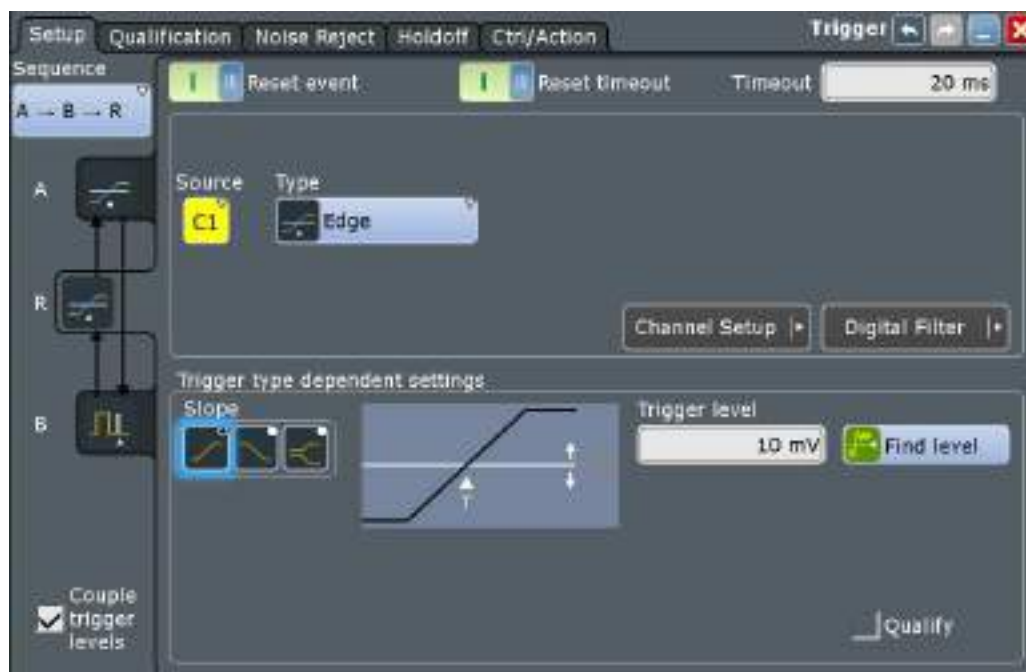 Setup Qualification Noise Reject Holdoff Ctrl/Action Trigger
Sequence
A → B → R
Reset event Reset timeout Timeout 20 ms
A
Source Type
C1 Edge
R
Channel Setup Digital Filter
Trigger type dependent settings
Slope Trigger level
B
10 mV Find level
T
Couple trigger levels
Qualify